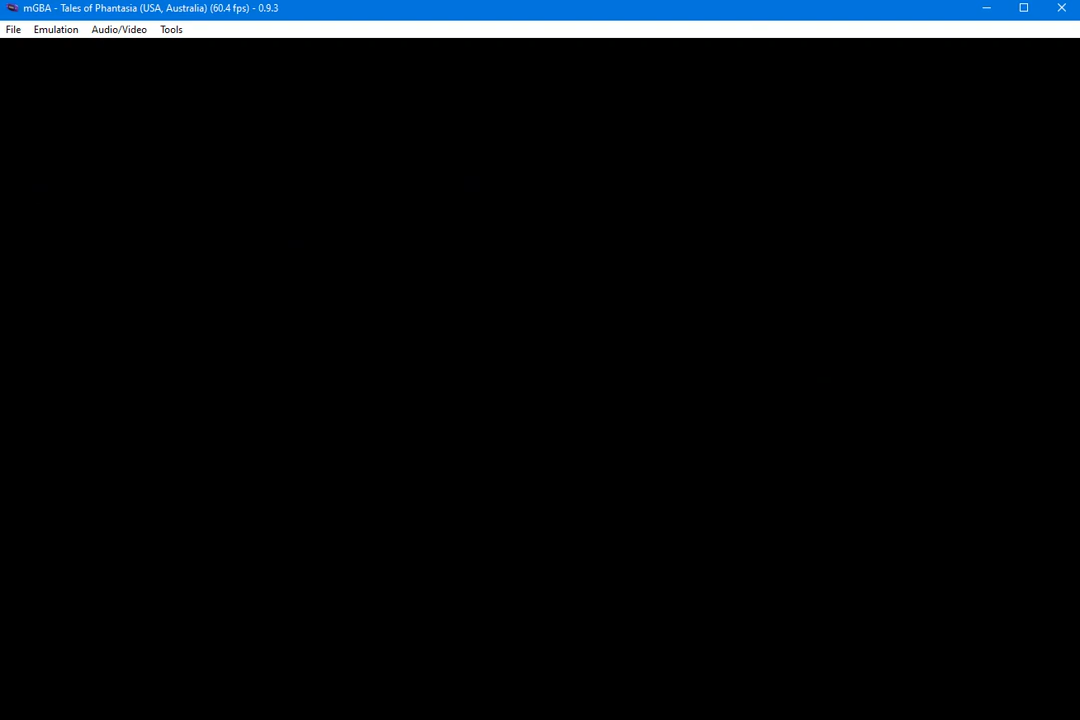 mGBA - Tales of Phantasia (USA, Australia) (60.4 fps) - 0.9.3
File Emulation Audio/Video Tools